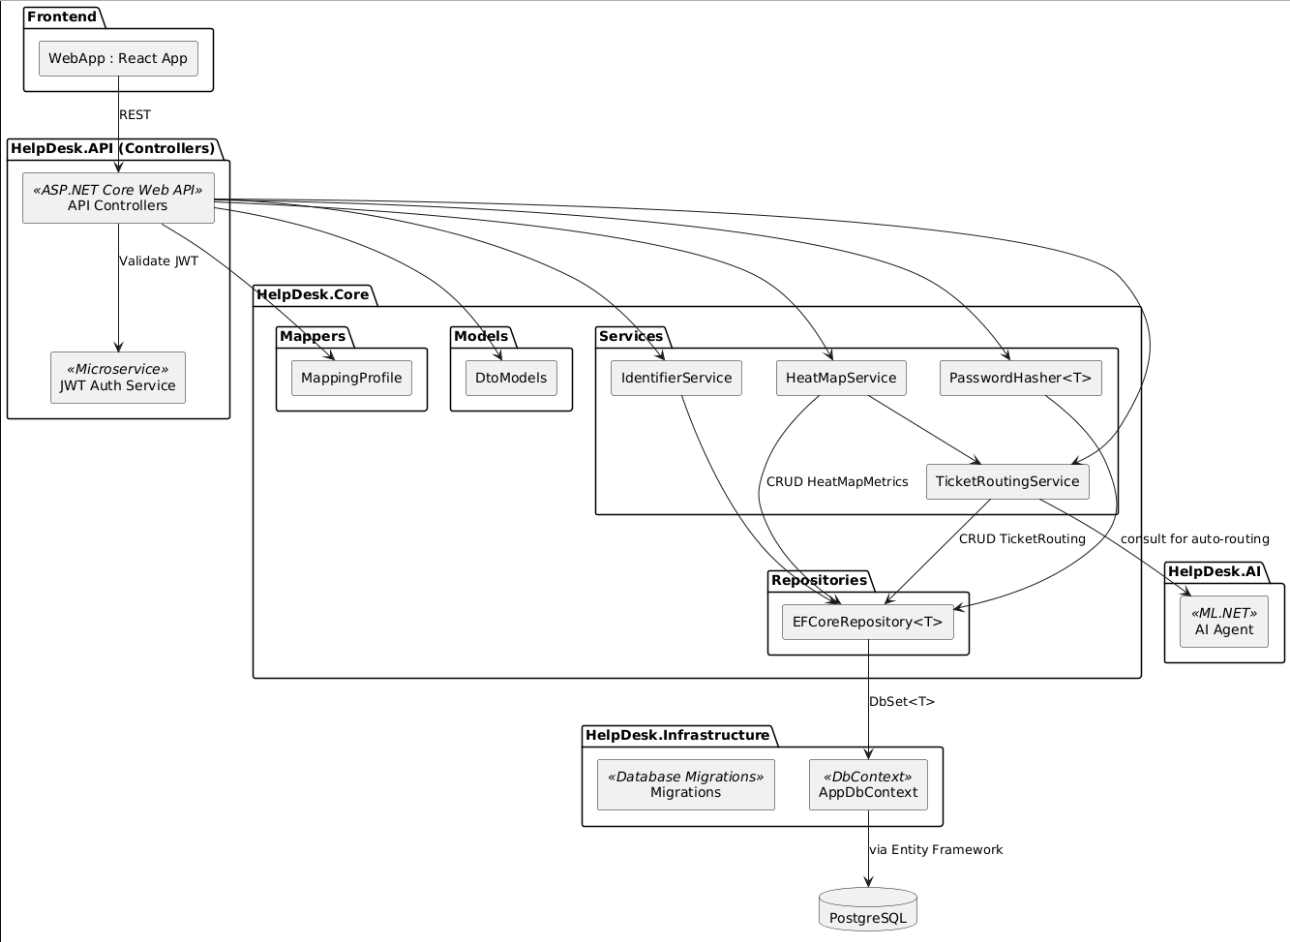 Frontend
WebApp : React App
REST
HelpDesk.API (Controllers)
«ASP.NET Core Web API»
API Controllers
Validate JWT
«Microservice»
JWT Auth Service
HelpDesk.Core
Mappers
MappingProfile
Models
DtoModels
Services
IdentifierService
HeatMapService
PasswordHasher<T>
CRUD HeatMapMetrics
TicketRoutingService
CRUD TicketRouting
consult for auto-routing
Repositories
EFCoreRepository<T>
HelpDesk.AI
«ML.NET»
AI Agent
DbSet<T>
HelpDesk.Infrastructure
«Database Migrations»
Migrations
«DbContext»
AppDbContext
via Entity Framework
PostgreSQL